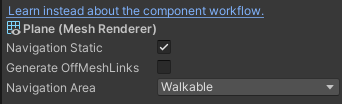 Learn instead about the component workflow.
Plane (Mesh Renderer)
Navigation Static
Generate OffMeshLinks
Navigation Area Walkable